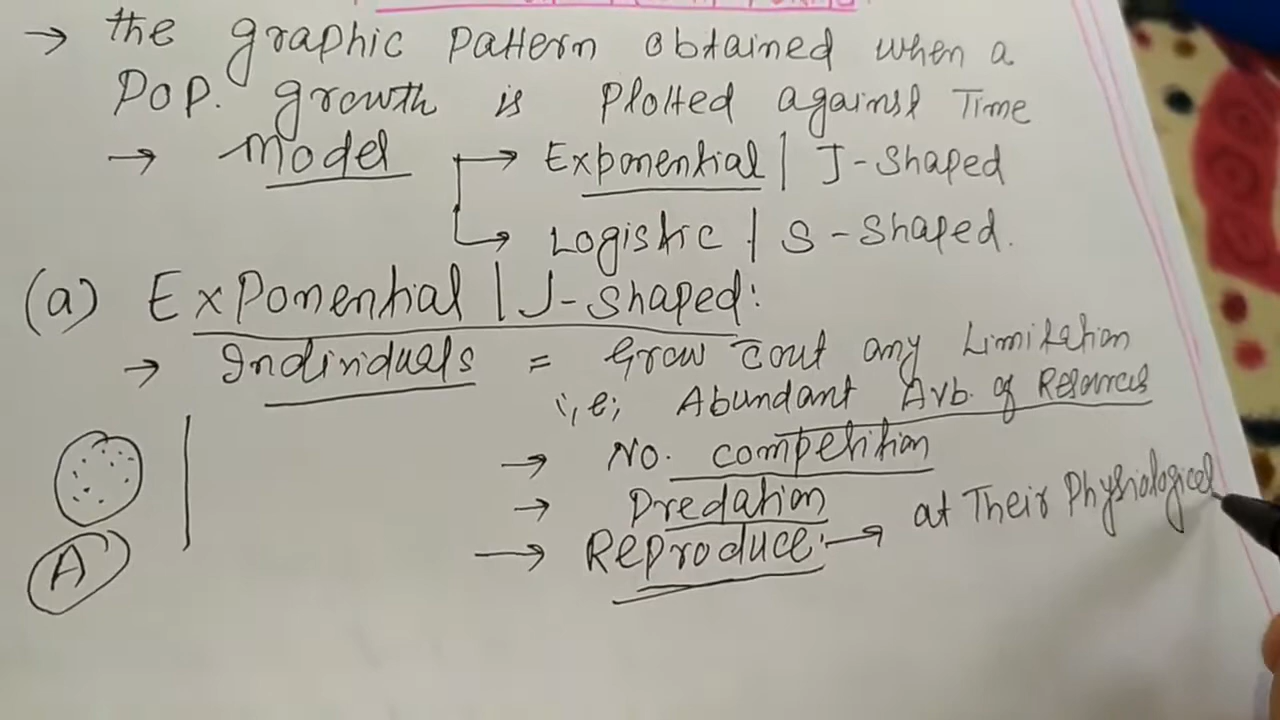 → the graphic pattern obtained when a
Pop. growth is Plotted against Time
→ Model → Exponential | J-Shaped
→ Logistic | S-Shaped.
(a) Exponential | J-Shaped:
→ Individuals = Grow out any Limitation
i,e; Abundant Avb. of Resources
→ No. competition
→ Predation
→ Reproduce: → at Their Physiological
A